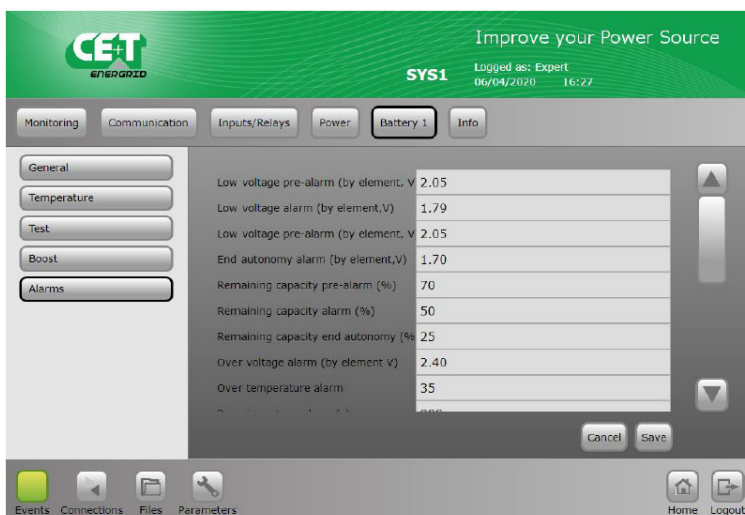 CE+T
ENERGRID
Improve your Power Source
SYS1
Logged as: Expert
06/04/2020 16:27
Monitoring
Communication
Inputs/Relays
Power
Battery 1
Info
General
Temperature
Test
Boost
Alarms
Low voltage pre-alarm (by element, V 2.05
Low voltage alarm (by element,V) 1.79
Low voltage pre-alarm (by element, V 2.05
End autonomy alarm (by element,V) 1.70
Remaining capacity pre-alarm (%) 70
Remaining capacity alarm (%) 50
Remaining capacity end autonomy (% 25
Over voltage alarm (by element V) 2.40
Over temperature alarm 35
Cancel
Save
Events
Connections
Files
Parameters
Home
Logout